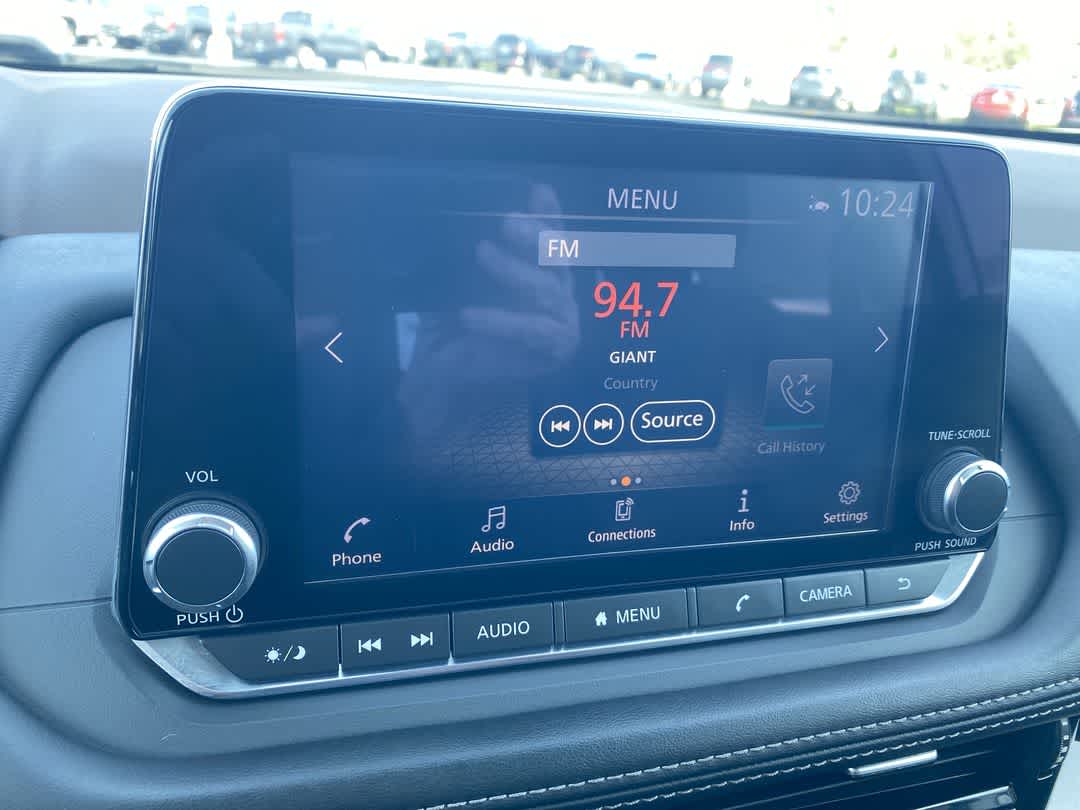 MENU
10:24
FM
94.7
FM
GIANT
Country
Source
Call History
VOL
TUNE·SCROLL
Phone
Audio
Connections
Info
Settings
PUSH
PUSH SOUND
AUDIO
MENU
CAMERA